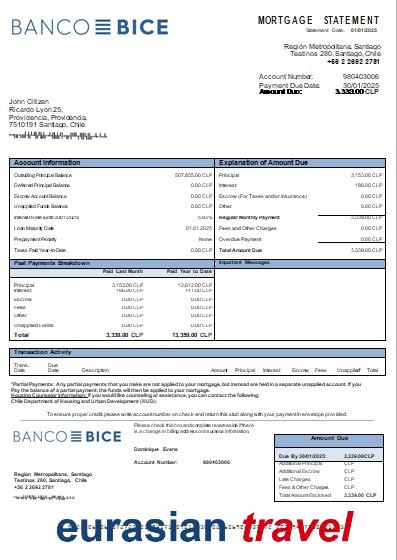 BANCO BICE
MORTGAGE STATEMENT
Statement Date: 01/01/2025
Región Metropolitana, Santiago
Teatinos 280, Santiago, Chile
+56 2 2692 2781
Account Number: 980403006
Payment Due Date: 30/01/2025
Amount Due: 3,339.00 CLP
John Citizen
Ricardo Lyon 25,
Providencia, Providencia,
7510191 Santiago, Chile
Account Information
Outstanding Principal Balance 507,855.00 CLP
Deferred Principal Balance 0.00 CLP
Escrow Account Balance 0.00 CLP
Unapplied Funds Balance 0.00 CLP
Interest Rate
Loan Maturity Date 01.01.2025
Prepayment Penalty None
Taxes Paid Year-to-Date 0.00 CLP
Explanation of Amount Due
Principal 3,153.00 CLP
Interest 186.00 CLP
Escrow (For Taxes and/or insurance) 0.00 CLP
Other 0.00 CLP
Regular Monthly Payment 3,339.00 CLP
Fees and Other Charges 0.00 CLP
Overdue Payment 0.00 CLP
Total Amount Due 3,339.00 CLP
Past Payments Breakdown
Paid Last Month Paid Year to Date
Principal 3,153.00 CLP 12,612.00 CLP
Interest 186.00 CLP
Escrow 0.00 CLP 0.00 CLP
Fees 0.00 CLP 0.00 CLP
Other 0.00 CLP 0.00 CLP
Unapplied Funds 0.00 CLP 0.00 CLP
Total 3,339.00 CLP 13,359.00 CLP
Important Messages
Transaction Activity
Trans. Date Due Date Description Amount Principal Interest Escrow Fees Unapplied* Total
*Partial Payments: Any partial payments that you make are not applied to your mortgage, but instead are held in a separate unapplied account. If you
Pay the balance of a partial payment, the funds will then be applied to your mortgage.
Housing Counselor Information: If you would like counseling or assistance, you can contact the following:
Chile Department of Housing and Urban Development (HUD).
To ensure proper credit please write account number on check and return this stub along with your payment in envelope provided.
BANCO BICE
Please check this box and complete reverse side if there
is a change in billing address or insurance information.
Dominique Evans
Account Number: 980403006
Región Metropolitana, Santiago
Teatinos 280, Santiago, Chile
+56 2 2692 2781
Amount Due
Due By 30/01/2025: 3,339.00 CLP
Additional Principal CLP
Additional Escrow CLP
Late Charges CLP
Fees & Other Charges CLP
Total Amount Enclosed 3,339.00 CLP
eurasian travel